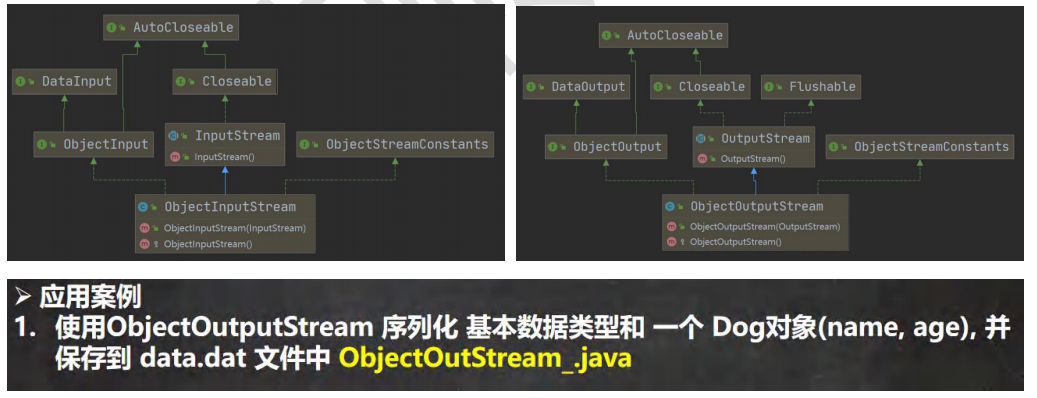 AutoCloseable
DataInput
Closeable
ObjectInput
InputStream
InputStream()
ObjectStreamConstants
ObjectInputStream
ObjectInputStream(InputStream)
ObjectInputStream()
AutoCloseable
DataOutput
Closeable
Flushable
ObjectOutput
OutputStream
OutputStream()
ObjectStreamConstants
ObjectOutputStream
ObjectOutputStream(OutputStream)
ObjectOutputStream()
➢ 应用案例
1. 使用ObjectOutputStream 序列化 基本数据类型和 一个 Dog对象(name, age), 并
保存到 data.dat 文件中 ObjectOutStream_.java